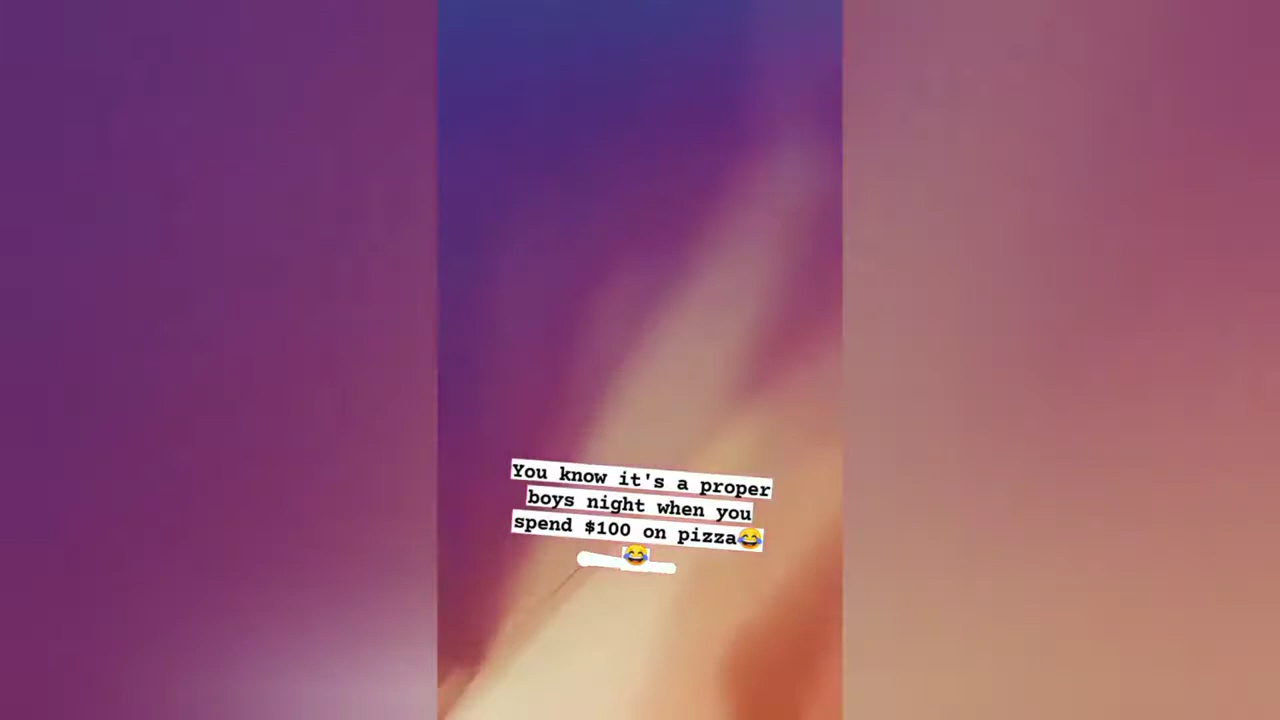 You know it's a proper
boys night when you
spend $100 on pizza😂
😂